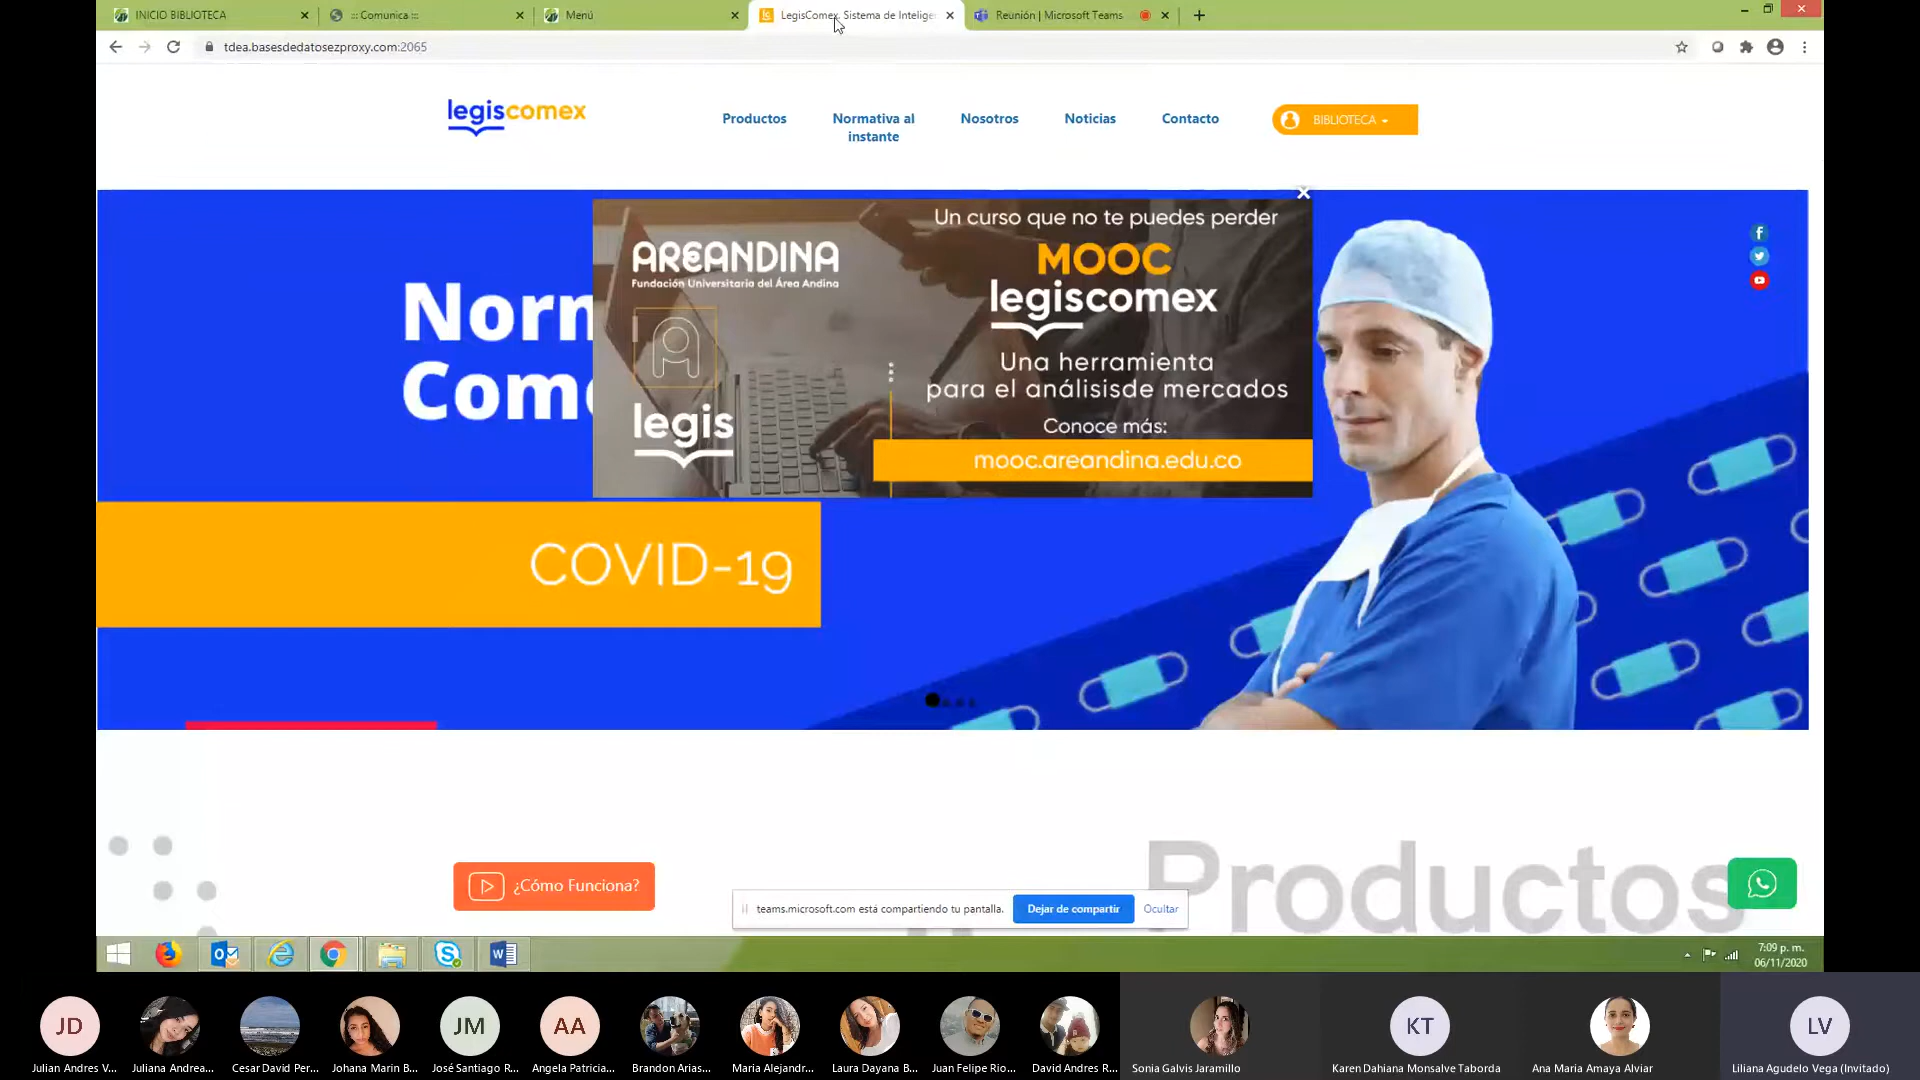 INICIO BIBLIOTECA
::: Comunica :::
Menú
LegisComex. Sistema de Intelige
Reunión | Microsoft Teams
tdea.basesdedatosezproxy.com:2065
legiscomex
Productos
Normativa al
instante
Nosotros
Noticias
Contacto
BIBLIOTECA
Norm
Come
COVID-19
AREANDINA
Fundación Universitaria del Área Andina
legis
Un curso que no te puedes perder
MOOC
legiscomex
Una herramienta
para el análisisde mercados
Conoce más:
mooc.areandina.edu.co
¿Cómo Funciona?
Productos
teams.microsoft.com está compartiendo tu pantalla.
Dejar de compartir
Ocultar
7:09 p. m.
06/11/2020
JD
JM
AA
KT
LV
Julian Andres V...
Juliana Andrea...
Cesar David Per...
Johana Marin B...
José Santiago R...
Angela Patricia...
Brandon Arias...
Maria Alejandr...
Laura Dayana B...
Juan Felipe Rio...
David Andres R...
Sonia Galvis Jaramillo
Karen Dahiana Monsalve Taborda
Ana Maria Amaya Alviar
Liliana Agudelo Vega (Invitado)